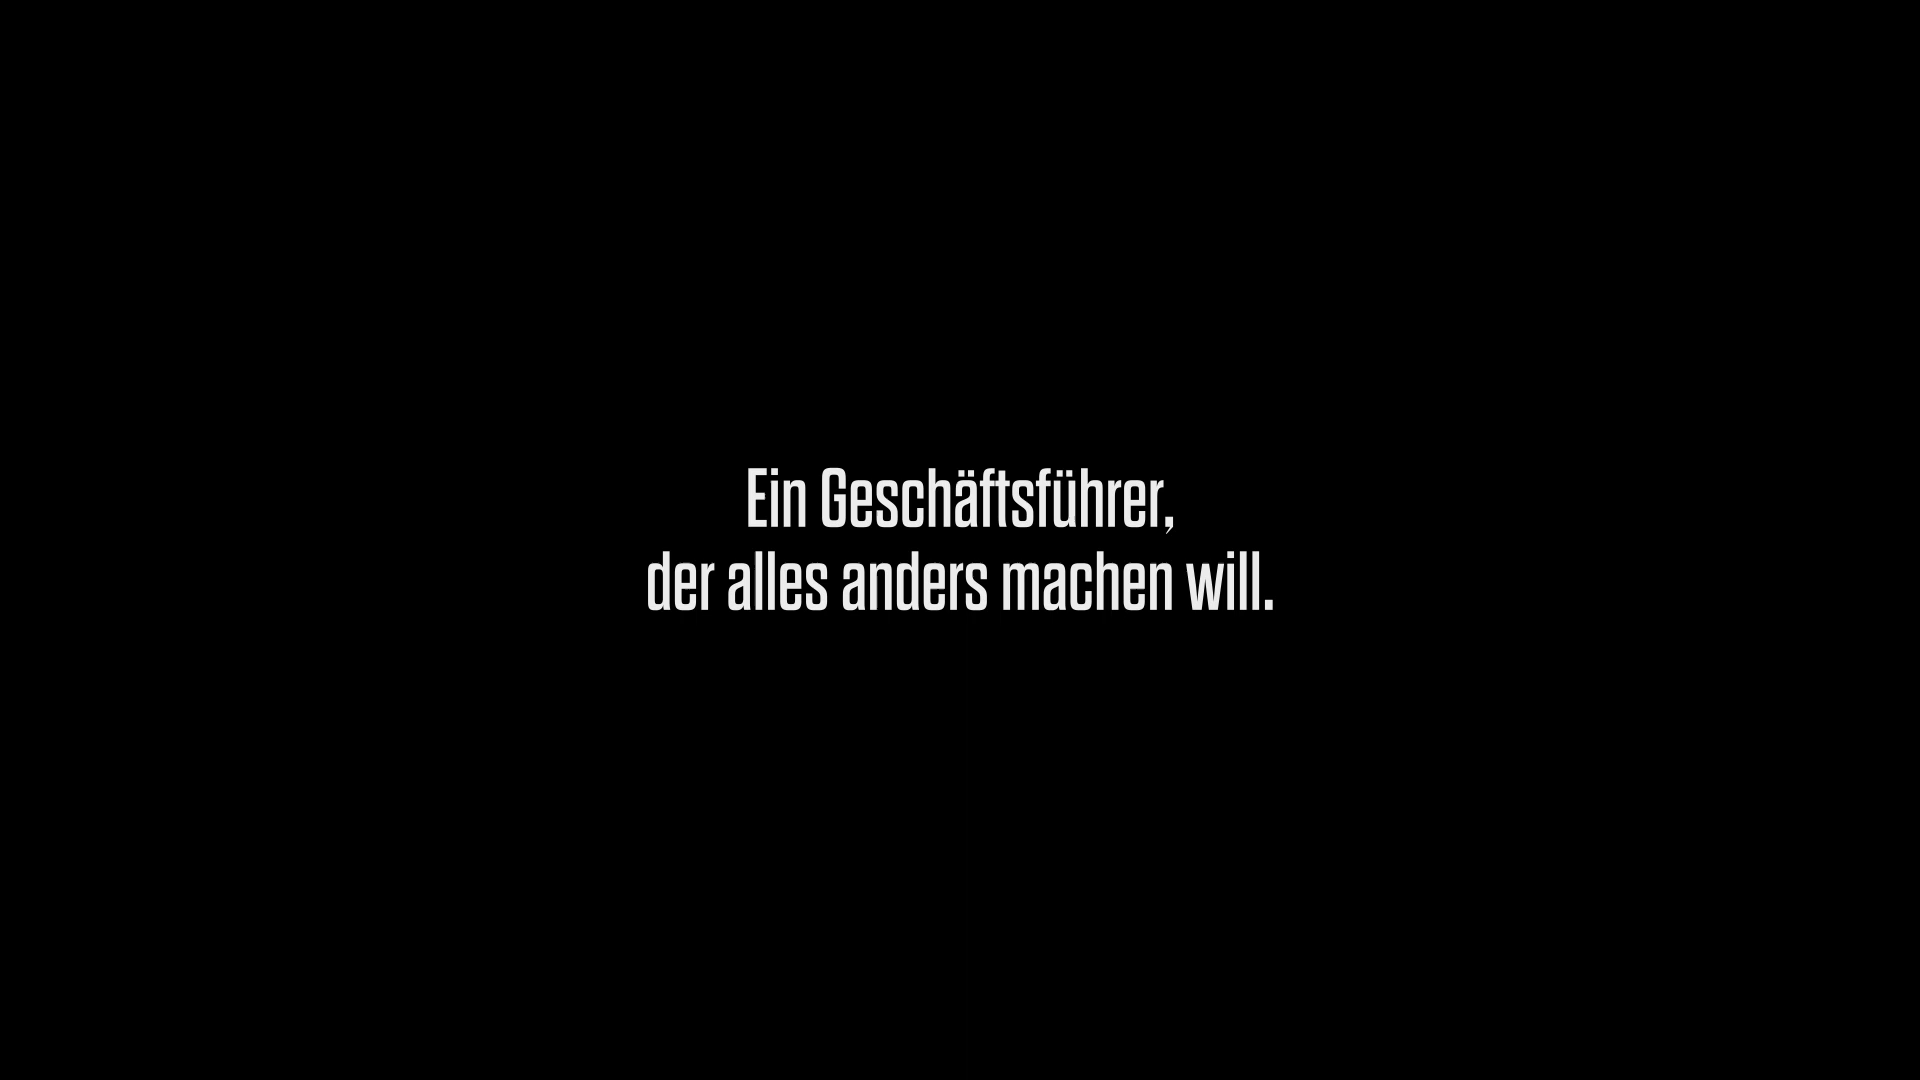 Ein Geschäftsführer,
der alles anders machen will.